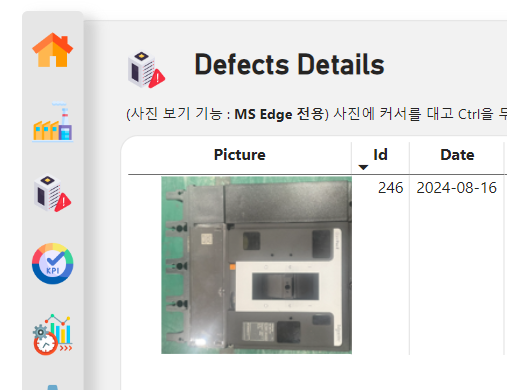 Defects Details
(사진 보기 기능 : MS Edge 전용) 사진에 커서를 대고 Ctrl을
Picture Id Date
246 2024-08-16
KPI